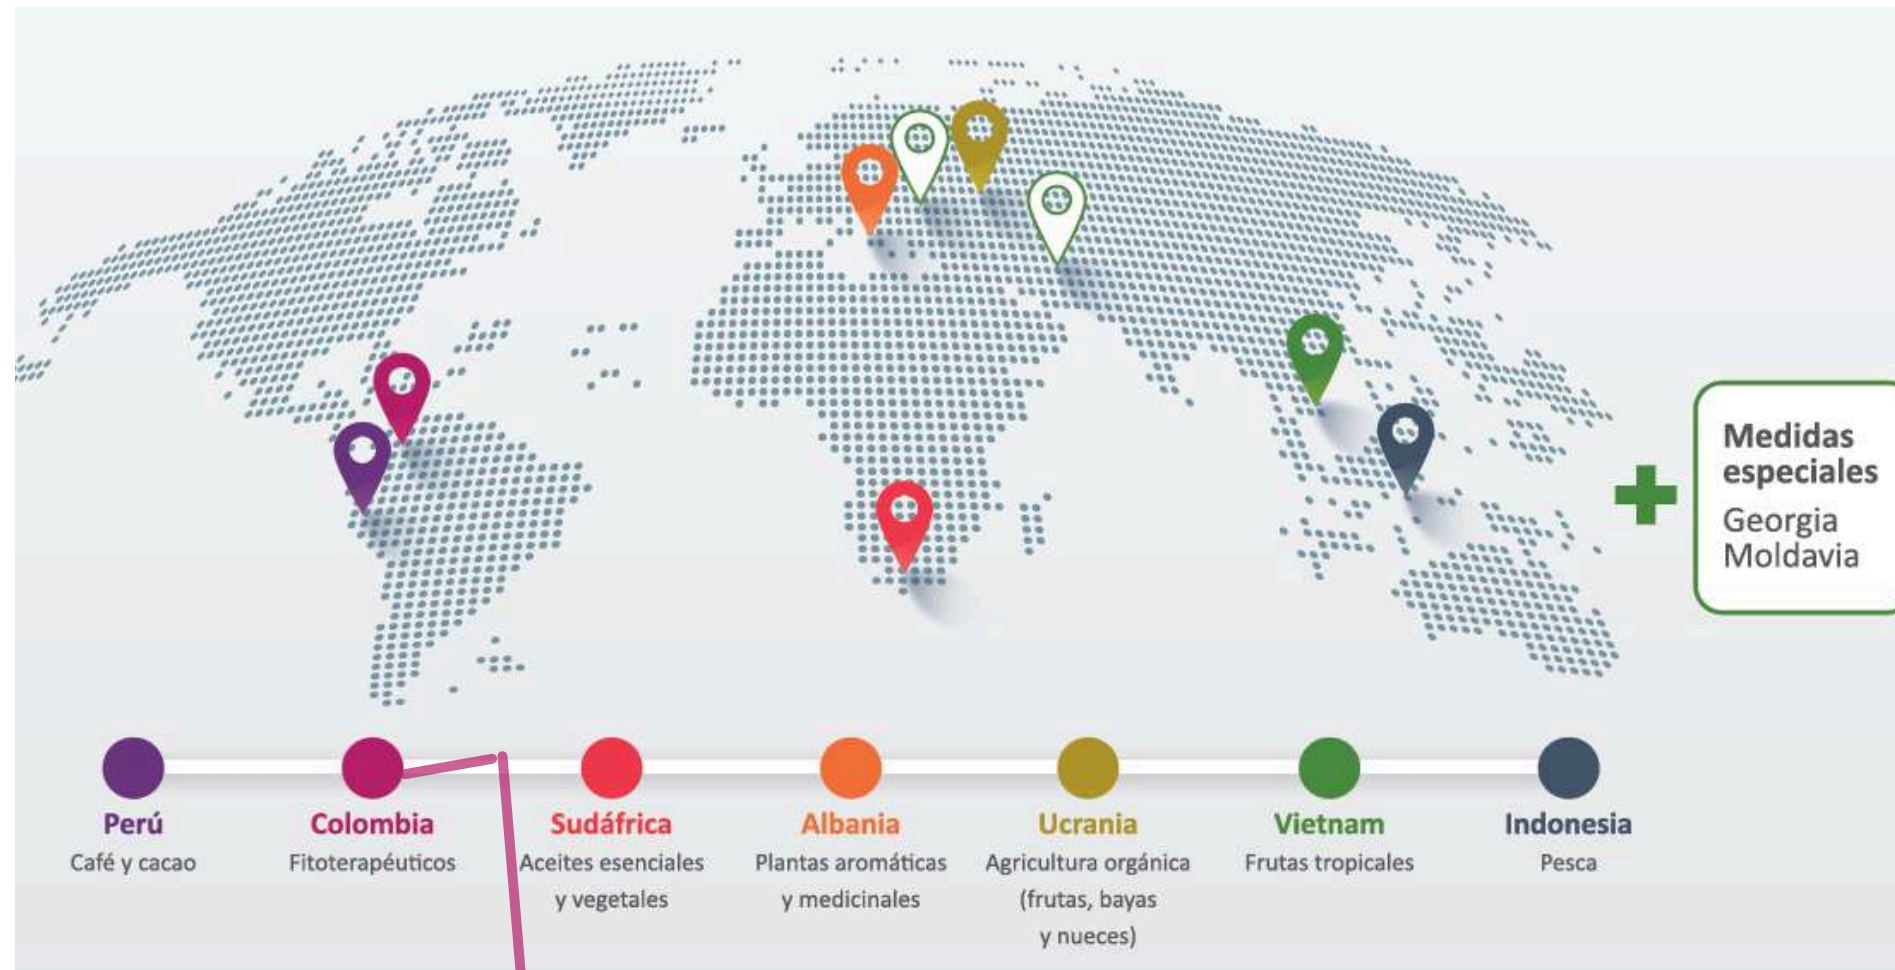 Medidas
especiales
Georgia
Moldavia
Perú
Café y cacao
Colombia
Fitoterapéuticos
Sudáfrica
Aceites esenciales
y vegetales
Albania
Plantas aromáticas
y medicinales
Ucrania
Agricultura orgánica
(frutas, bayas
y nueces)
Vietnam
Frutas tropicales
Indonesia
Pesca